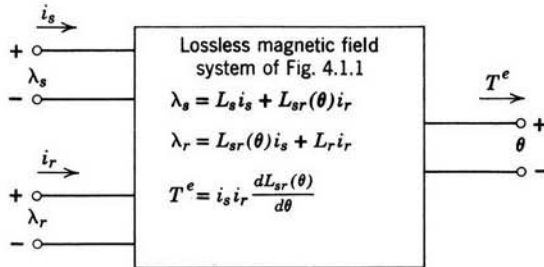 i_s
+
λ_s
−
i_r
+
λ_r
−
Lossless magnetic field
system of Fig. 4.1.1
λ_s = L_s i_s + L_sr(θ)i_r
λ_r = L_sr(θ)i_s + L_r i_r
T^e = i_s i_r dL_sr(θ)/dθ
T^e
+
θ
−